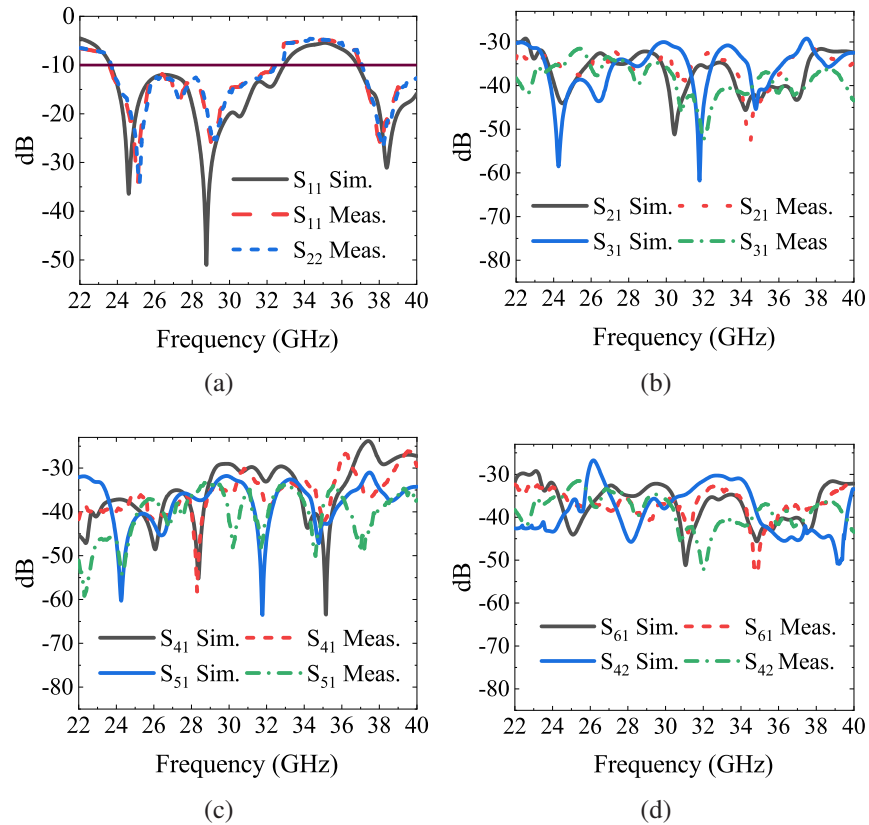 0
-10
-20
-30
-40
-50
dB
S11 Sim.
S11 Meas.
S22 Meas.
22 24 26 28 30 32 34 36 38 40
Frequency (GHz)
(a)
-30
-40
-50
-60
-70
-80
dB
S21 Sim. S21 Meas.
S31 Sim. S31 Meas
22 24 26 28 30 32 34 36 38 40
Frequency (GHz)
(b)
-30
-40
-50
-60
-70
-80
dB
S41 Sim. S41 Meas.
S51 Sim. S51 Meas.
22 24 26 28 30 32 34 36 38 40
Frequency (GHz)
(c)
-30
-40
-50
-60
-70
-80
dB
S61 Sim. S61 Meas.
S42 Sim. S42 Meas.
22 24 26 28 30 32 34 36 38 40
Frequency (GHz)
(d)